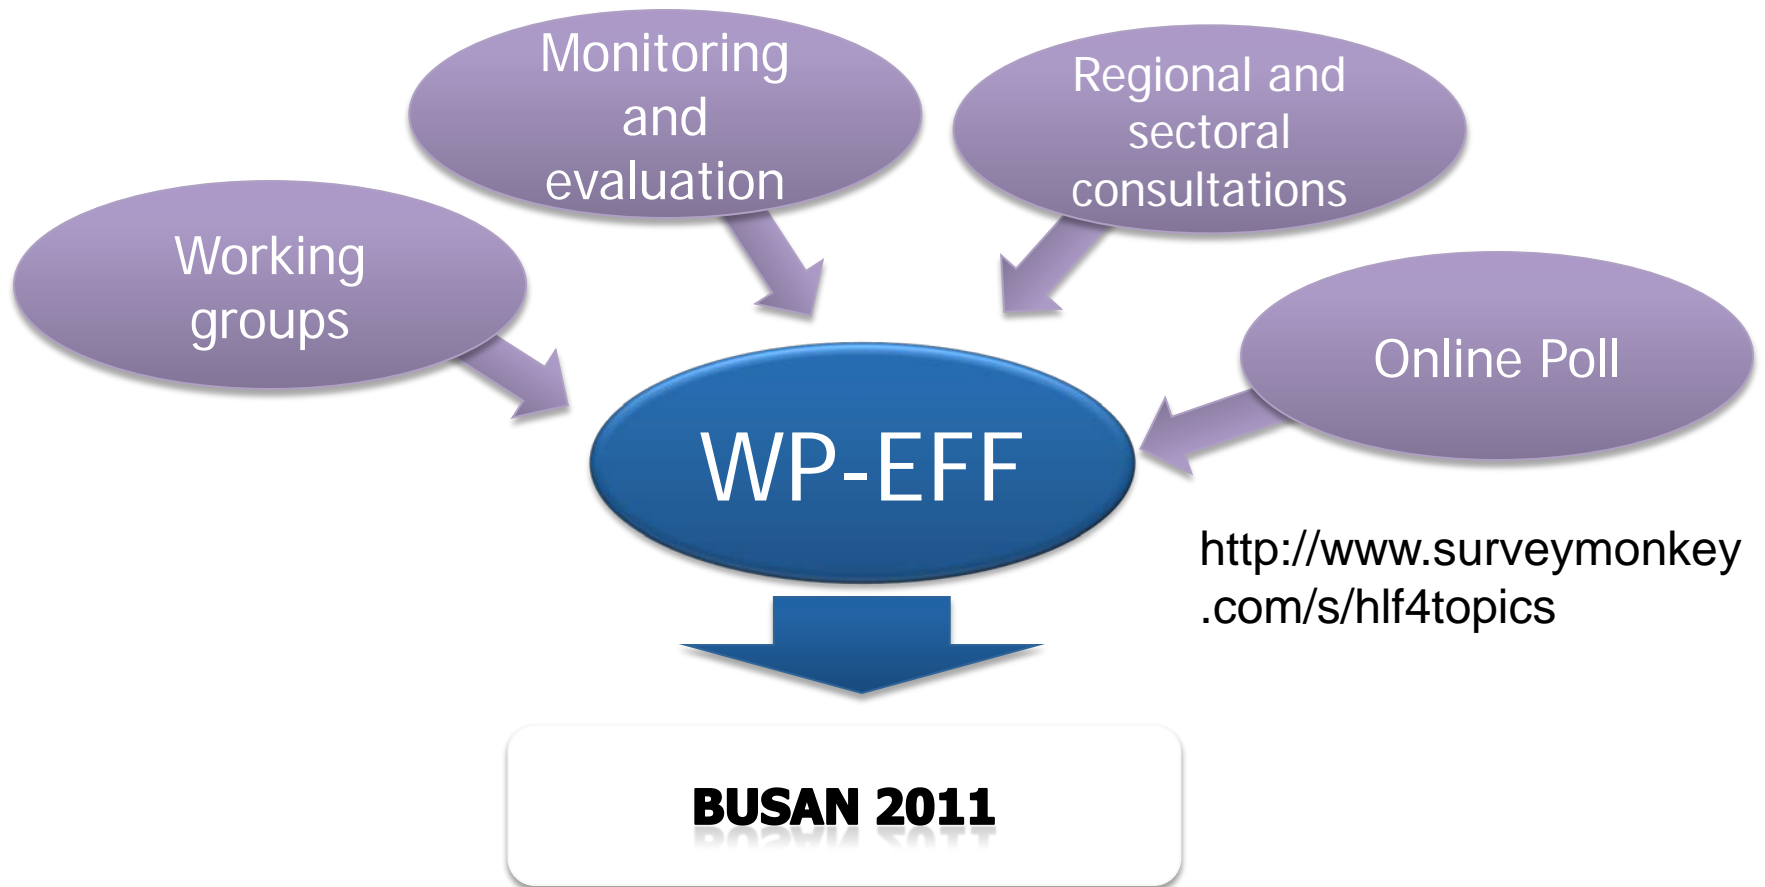 Monitoring
and
evaluation
Regional and
sectoral
consultations
Working
groups
Online Poll
WP-EFF
http://www.surveymonkey
.com/s/hlf4topics
BUSAN 2011